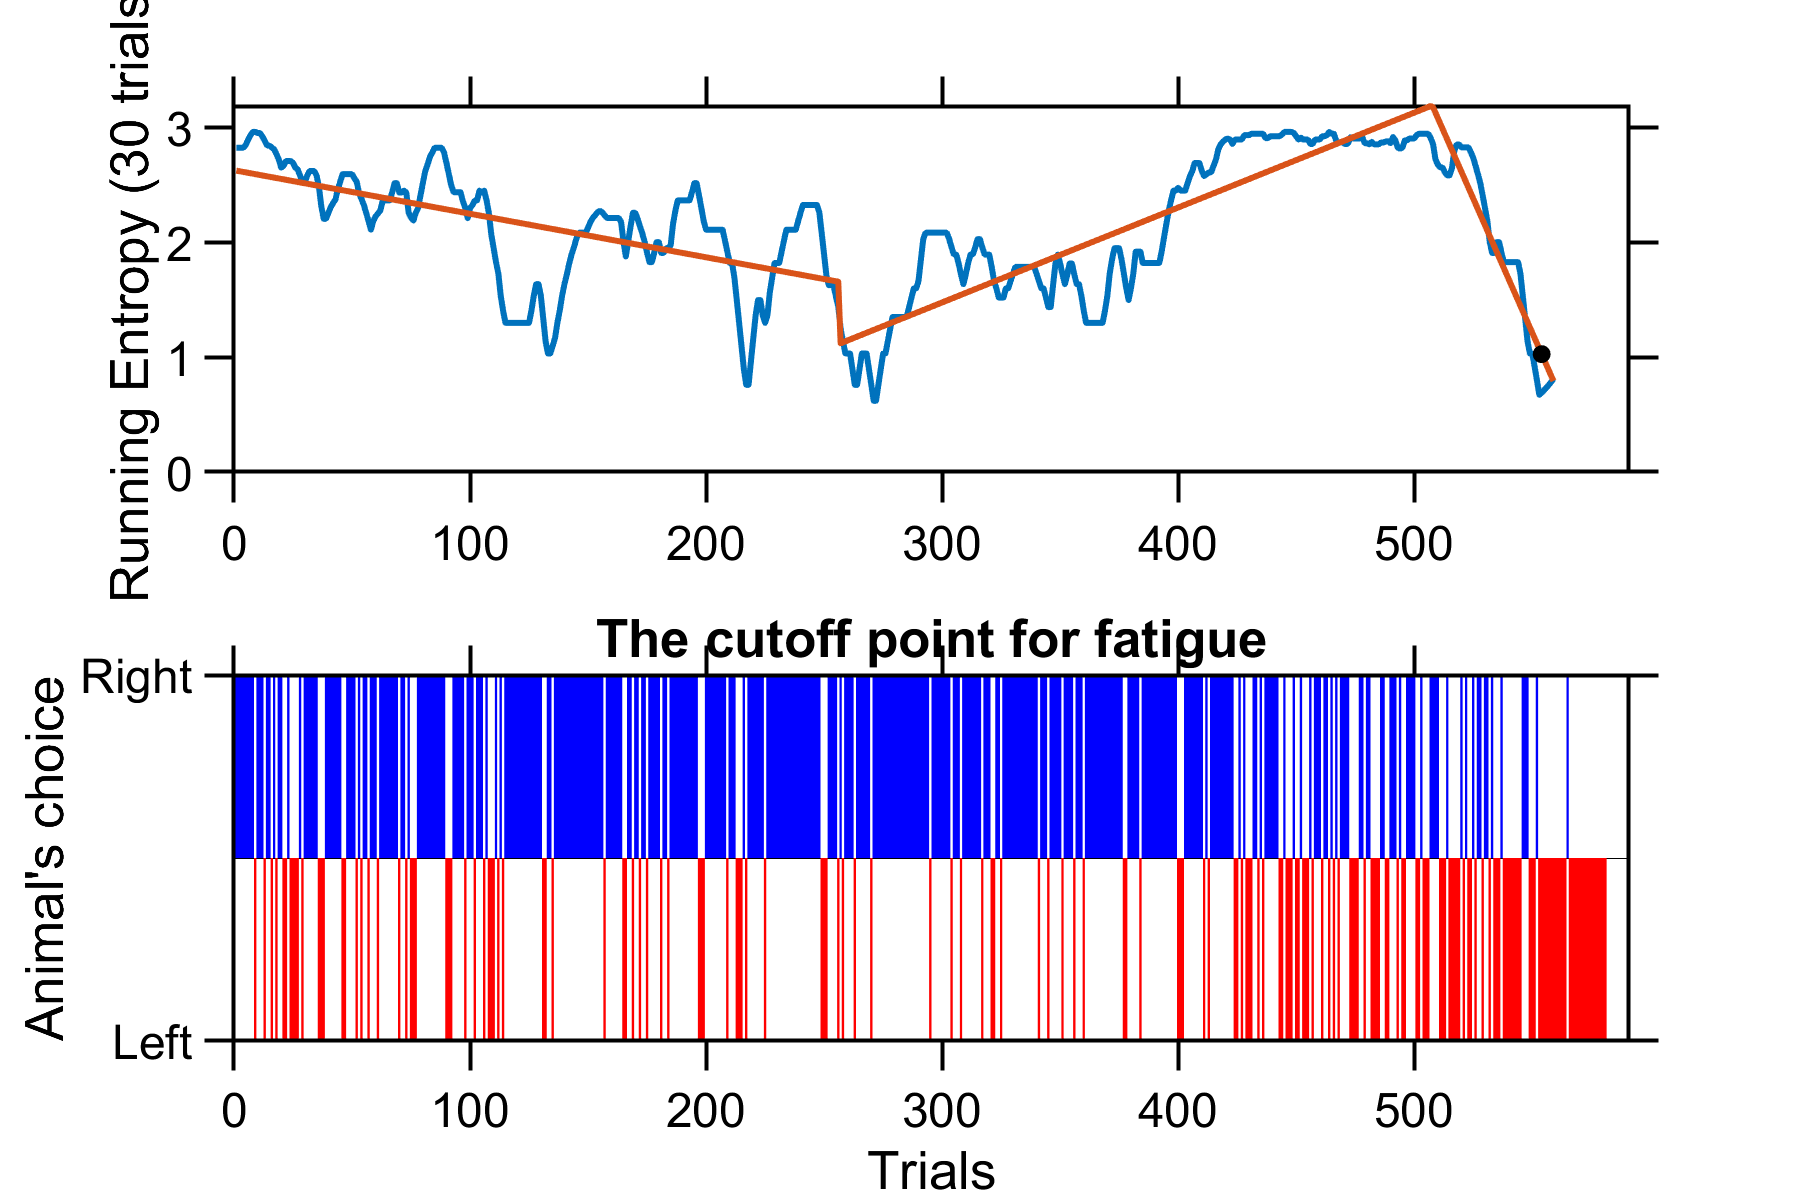 Running Entropy (30 trials
3
2
1
0
0 100 200 300 400 500
The cutoff point for fatigue
Animal's choice
Right
Left
0 100 200 300 400 500
Trials